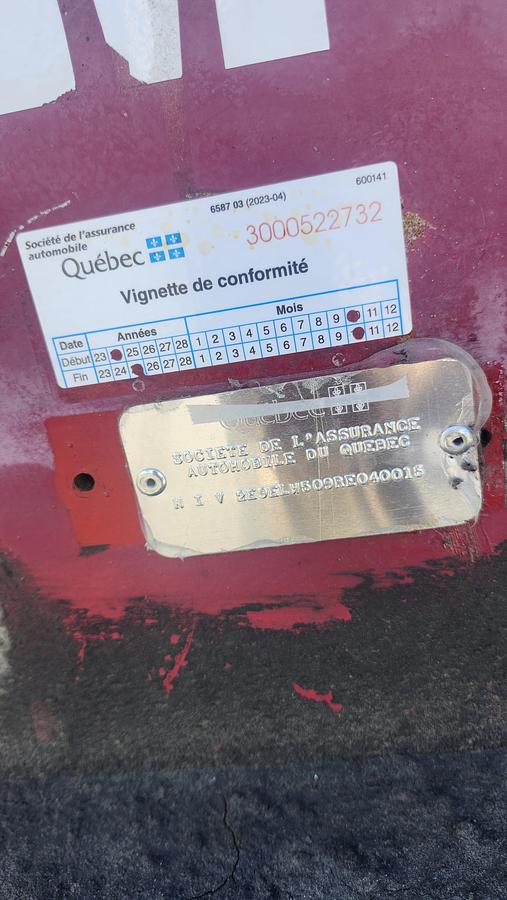 6587 03 (2023-04)
600141
Société de l'assurance
automobile
Québec
3000522732
Vignette de conformité
Date Années Mois
Début 23 25 26 27 28 1 2 3 4 5 6 7 8 9 11 12
Fin 23 24 26 27 28 1 2 3 4 5 6 7 8 9 11 12
Québec
SOCIETE DE L'ASSURANCE
AUTOMOBILE DU QUEBEC
N I V